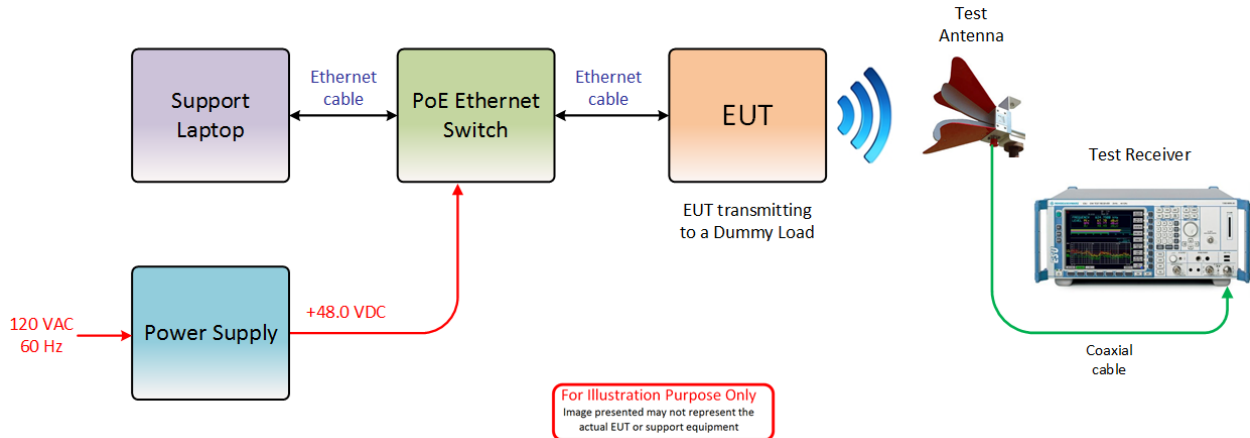 Test
Antenna
Support
Laptop
Ethernet
cable
PoE Ethernet
Switch
Ethernet
cable
EUT
Test Receiver
EUT transmitting
to a Dummy Load
120 VAC
60 Hz
Power Supply
+48.0 VDC
Coaxial
cable
For Illustration Purpose Only
Image presented may not represent the
actual EUT or support equipment